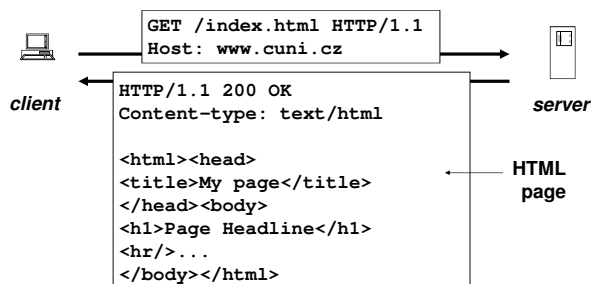 GET /index.html HTTP/1.1
Host: www.cuni.cz
client
server
HTTP/1.1 200 OK
Content-type: text/html
<html><head>
<title>My page</title>
</head><body>
<h1>Page Headline</h1>
<hr/>...
</body></html>
HTML
page